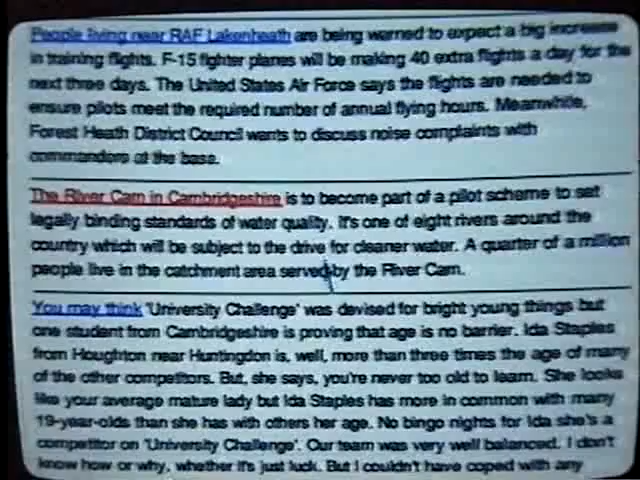 People living near RAF Lakenheath are being warned to expect a big increase
in training flights. F-15 fighter planes will be making 40 extra flights a day for the
next three days. The United States Air Force says the flights are needed to
ensure pilots meet the required number of annual flying hours. Meanwhile,
Forest Heath District Council wants to discuss noise complaints with
commanders at the base.
The River Cam in Cambridgeshire is to become part of a pilot scheme to set
legally binding standards of water quality. It's one of eight rivers around the
country which will be subject to the drive for cleaner water. A quarter of a million
people live in the catchment area served by the River Cam.
You may think 'University Challenge' was devised for bright young things but
one student from Cambridgeshire is proving that age is no barrier. Ida Staples
from Houghton near Huntingdon is, well, more than three times the age of many
of the other competitors. But, she says, you're never too old to learn. She looks
like your average mature lady but Ida Staples has more in common with many
19-year-olds than she has with others her age. No bingo nights for Ida she's a
competitor on 'University Challenge'. Our team was very well balanced. I don't
know how or why, whether it's just luck. But I couldn't have coped with any